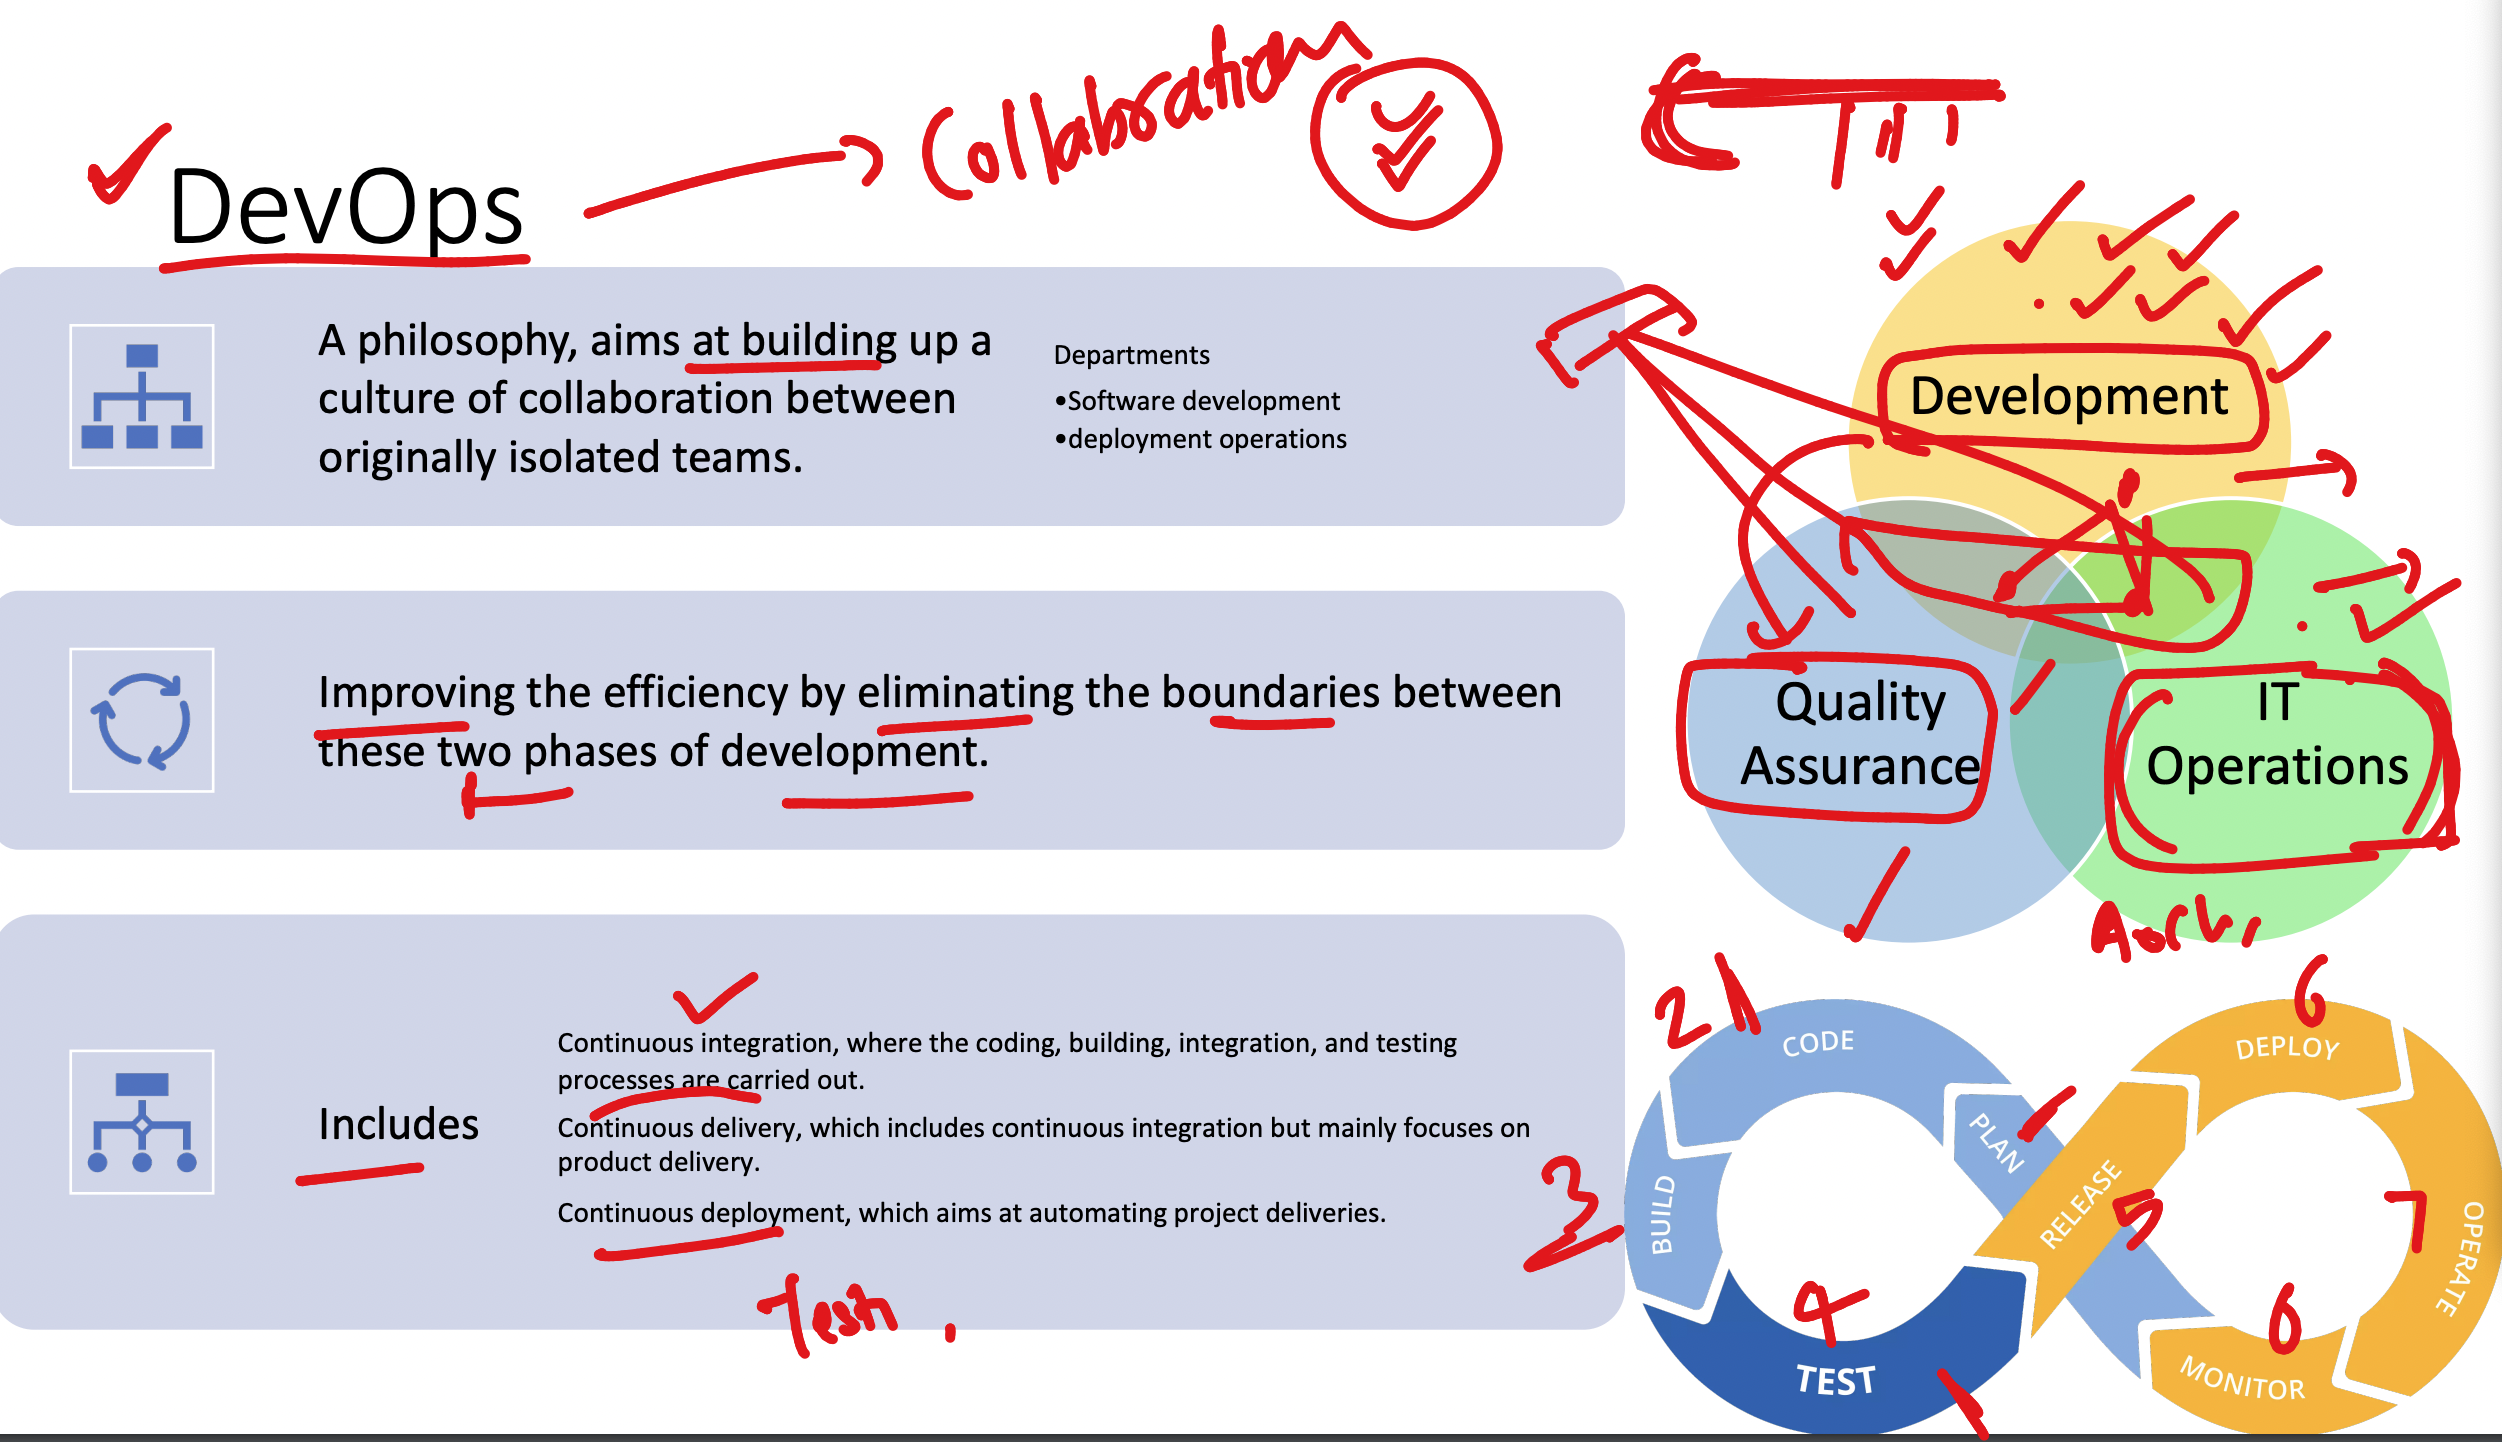 Collaboration
DevOps
A philosophy, aims at building up a
culture of collaboration between
originally isolated teams.
Departments
•Software development
•deployment operations
Development
Improving the efficiency by eliminating the boundaries between
these two phases of development.
Quality
Assurance
IT
Operations
Includes
Continuous integration, where the coding, building, integration, and testing
processes are carried out.
Continuous delivery, which includes continuous integration but mainly focuses on
product delivery.
Continuous deployment, which aims at automating project deliveries.
2
CODE
PLAN
BUILD
3
4
TEST
RELEASE
5
6
DEPLOY
7
OPERATE
6
MONITOR